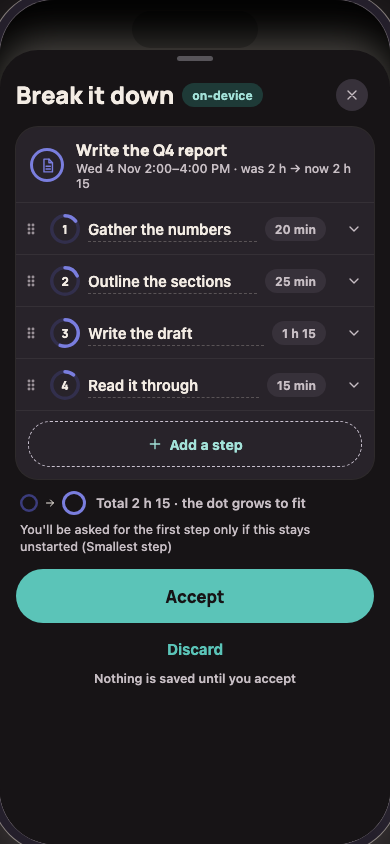 Break it down
on-device
Write the Q4 report
Wed 4 Nov 2:00–4:00 PM · was 2 h → now 2 h
15
1 Gather the numbers 20 min
2 Outline the sections 25 min
3 Write the draft 1 h 15
4 Read it through 15 min
+ Add a step
→ Total 2 h 15 · the dot grows to fit
You'll be asked for the first step only if this stays
unstarted (Smallest step)
Accept
Discard
Nothing is saved until you accept